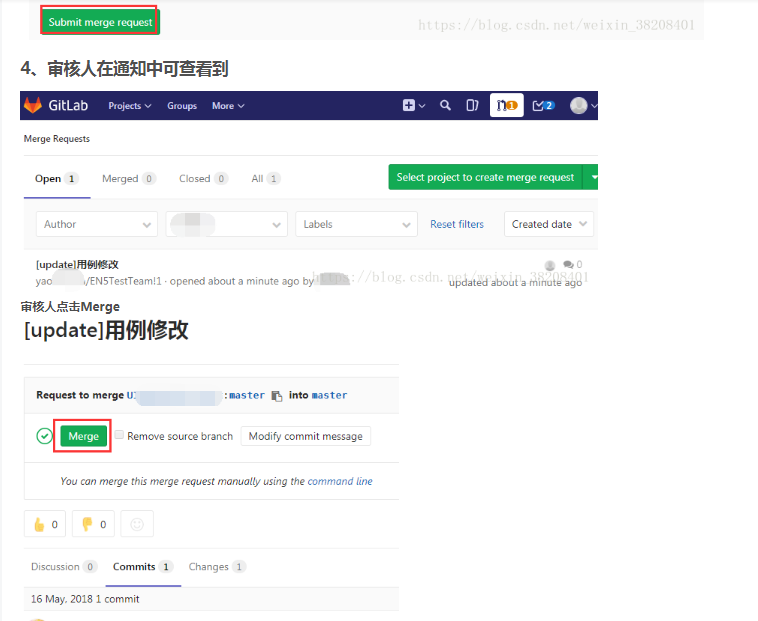 Submit merge request
https://blog.csdn.net/weixin_38208401
4、审核人在通知中可查看到
GitLab Projects Groups More 1 2
Merge Requests
Open 1 Merged 0 Closed 0 All 1 Select project to create merge request
Author Labels Reset filters Created date
[update]用例修改 0
yao /EN5TestTeam!1 · opened about a minute ago by
https://blog.csdn.net/weixin_38208401
updated about a minute ago
审核人点击Merge
[update]用例修改
Request to merge :master into master
Merge Remove source branch Modify commit message
You can merge this merge request manually using the command line
0 0
Discussion 0 Commits 1 Changes 1
16 May, 2018 1 commit